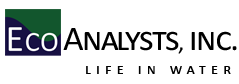 ECOANALYSTS, INC.
LIFE IN WATER